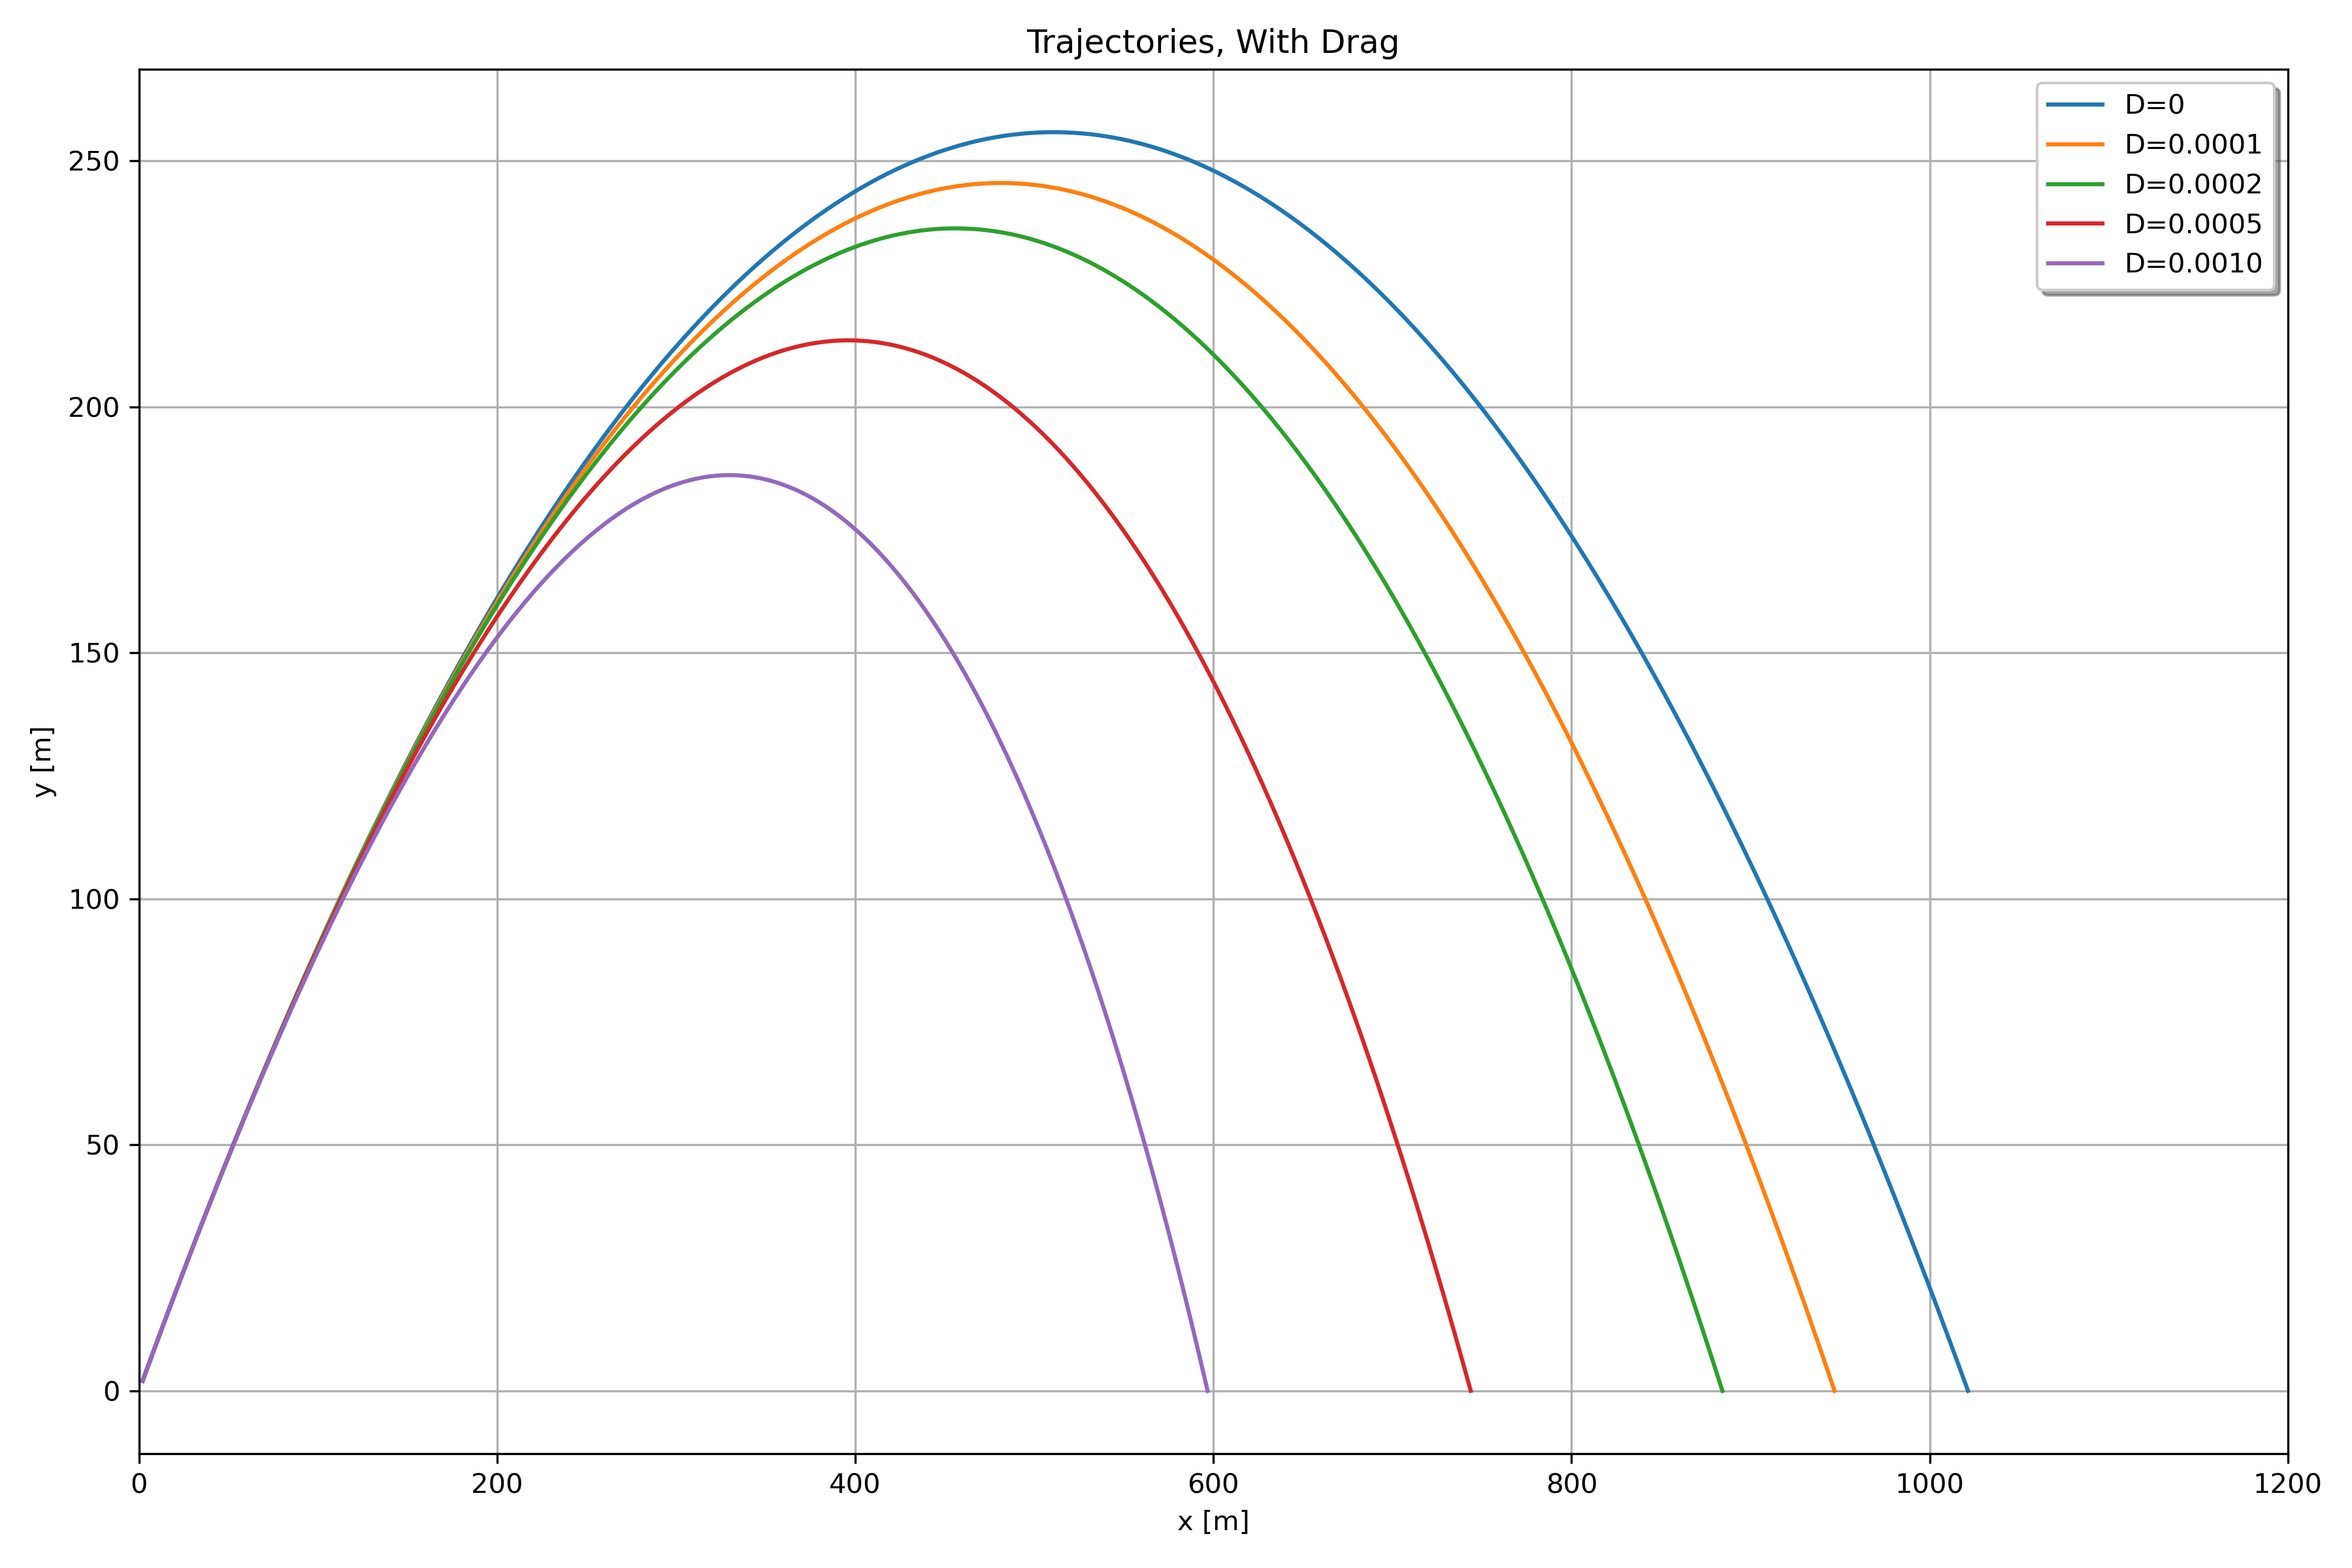 Trajectories, With Drag
D=0
D=0.0001
D=0.0002
D=0.0005
D=0.0010
250
200
150
100
50
0
y [m]
0 200 400 600 800 1000 1200
x [m]